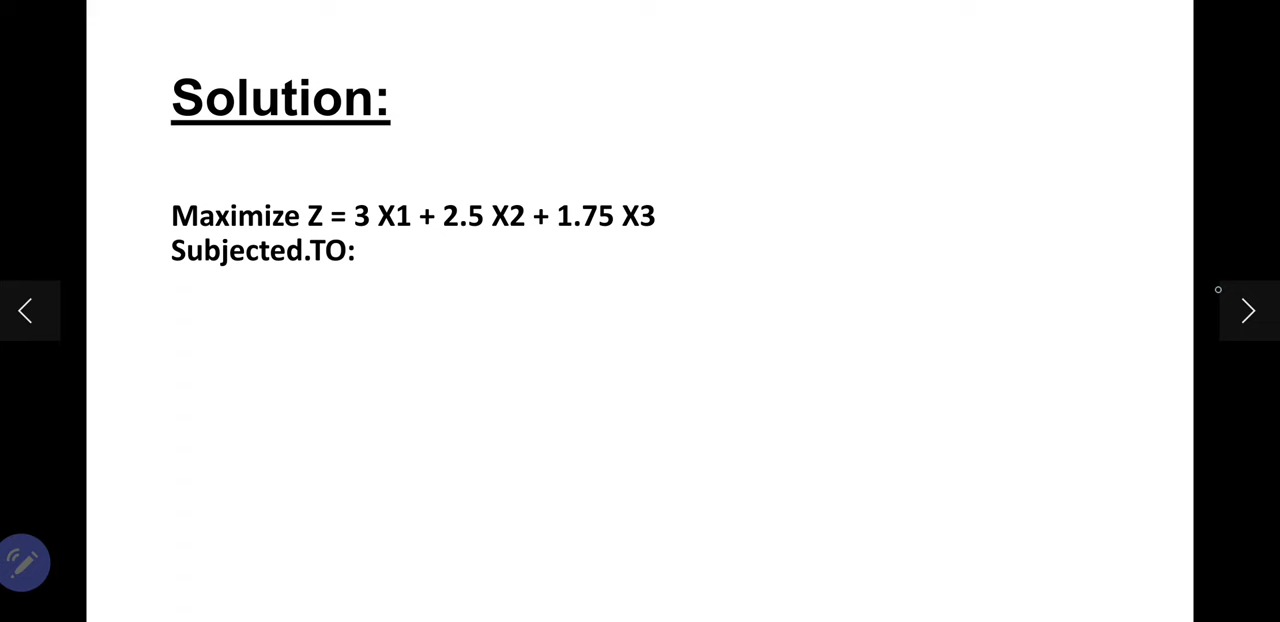 Solution:
Maximize Z = 3 X1 + 2.5 X2 + 1.75 X3
Subjected.TO: